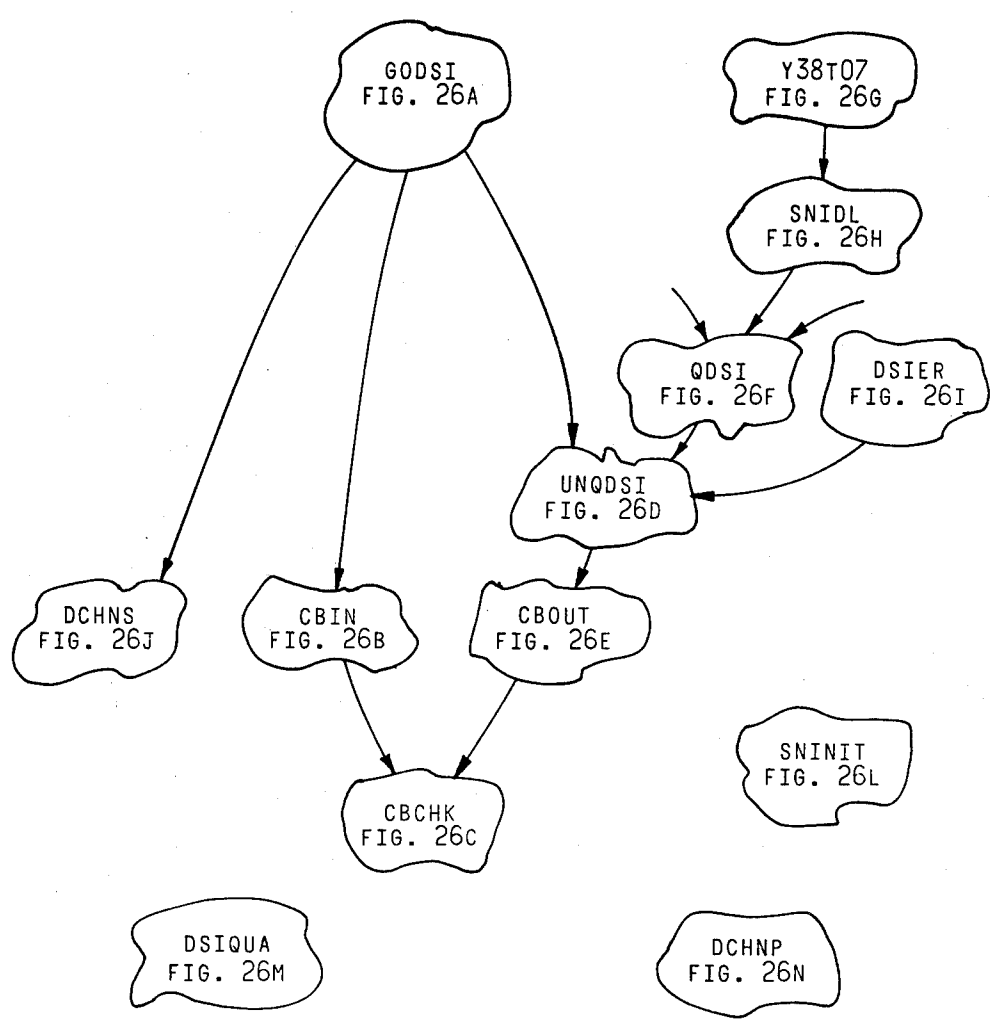 GODSI
FIG. 26A
Y38T07
FIG. 26G
SNIDL
FIG. 26H
QDSI
FIG. 26F
DSIER
FIG. 26I
UNQDSI
FIG. 26D
DCHNS
FIG. 26J
CBIN
FIG. 26B
CBOUT
FIG. 26E
SNINIT
FIG. 26L
CBCHK
FIG. 26C
DSIQUA
FIG. 26M
DCHNP
FIG. 26N